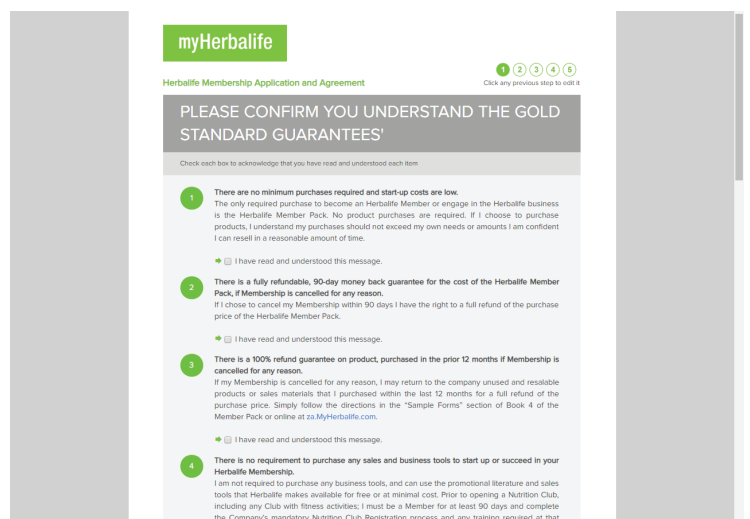 myHerbalife
1 2 3 4 5
Herbalife Membership Application and Agreement
Click any previous step to edit it
PLEASE CONFIRM YOU UNDERSTAND THE GOLD
STANDARD GUARANTEES'
Check each box to acknowledge that you have read and understood each item
1
There are no minimum purchases required and start-up costs are low.
The only required purchase to become an Herbalife Member or engage in the Herbalife business
is the Herbalife Member Pack. No product purchases are required. If I choose to purchase
products, I understand my purchases should not exceed my own needs or amounts I am confident
I can resell in a reasonable amount of time.
I have read and understood this message.
2
There is a fully refundable, 90-day money back guarantee for the cost of the Herbalife Member
Pack, if Membership is cancelled for any reason.
If I chose to cancel my Membership within 90 days I have the right to a full refund of the purchase
price of the Herbalife Member Pack.
I have read and understood this message.
3
There is a 100% refund guarantee on product, purchased in the prior 12 months if Membership is
cancelled for any reason.
If my Membership is cancelled for any reason, I may return to the company unused and resalable
products or sales materials that I purchased within the last 12 months for a full refund of the
purchase price. Simply follow the directions in the "Sample Forms" section of Book 4 of the
Member Pack or online at za.MyHerbalife.com.
I have read and understood this message.
4
There is no requirement to purchase any sales and business tools to start up or succeed in your
Herbalife Membership.
I am not required to purchase any business tools, and can use the promotional literature and sales
tools that Herbalife makes available for free or at minimal cost. Prior to opening a Nutrition Club,
including any Club with fitness activities; I must be a Member for at least 90 days and complete
the Company's mandatory Nutrition Club Registration process and any training required at that